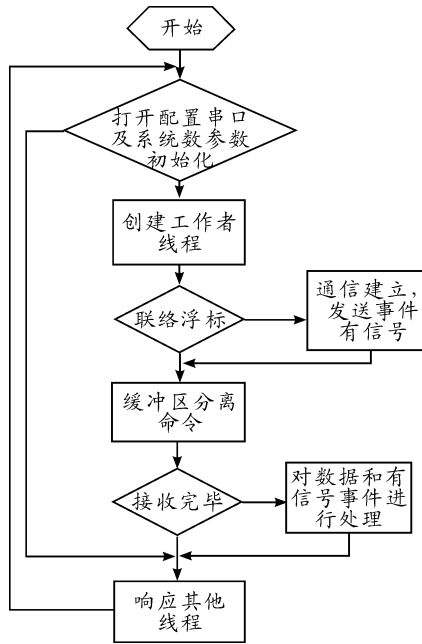 开始
打开配置串口
及系统数参数
初始化
创建工作者
线程
联络浮标
通信建立,
发送事件
有信号
缓冲区分离
命令
接收完毕
对数据和有
信号事件进
行处理
响应其他
线程